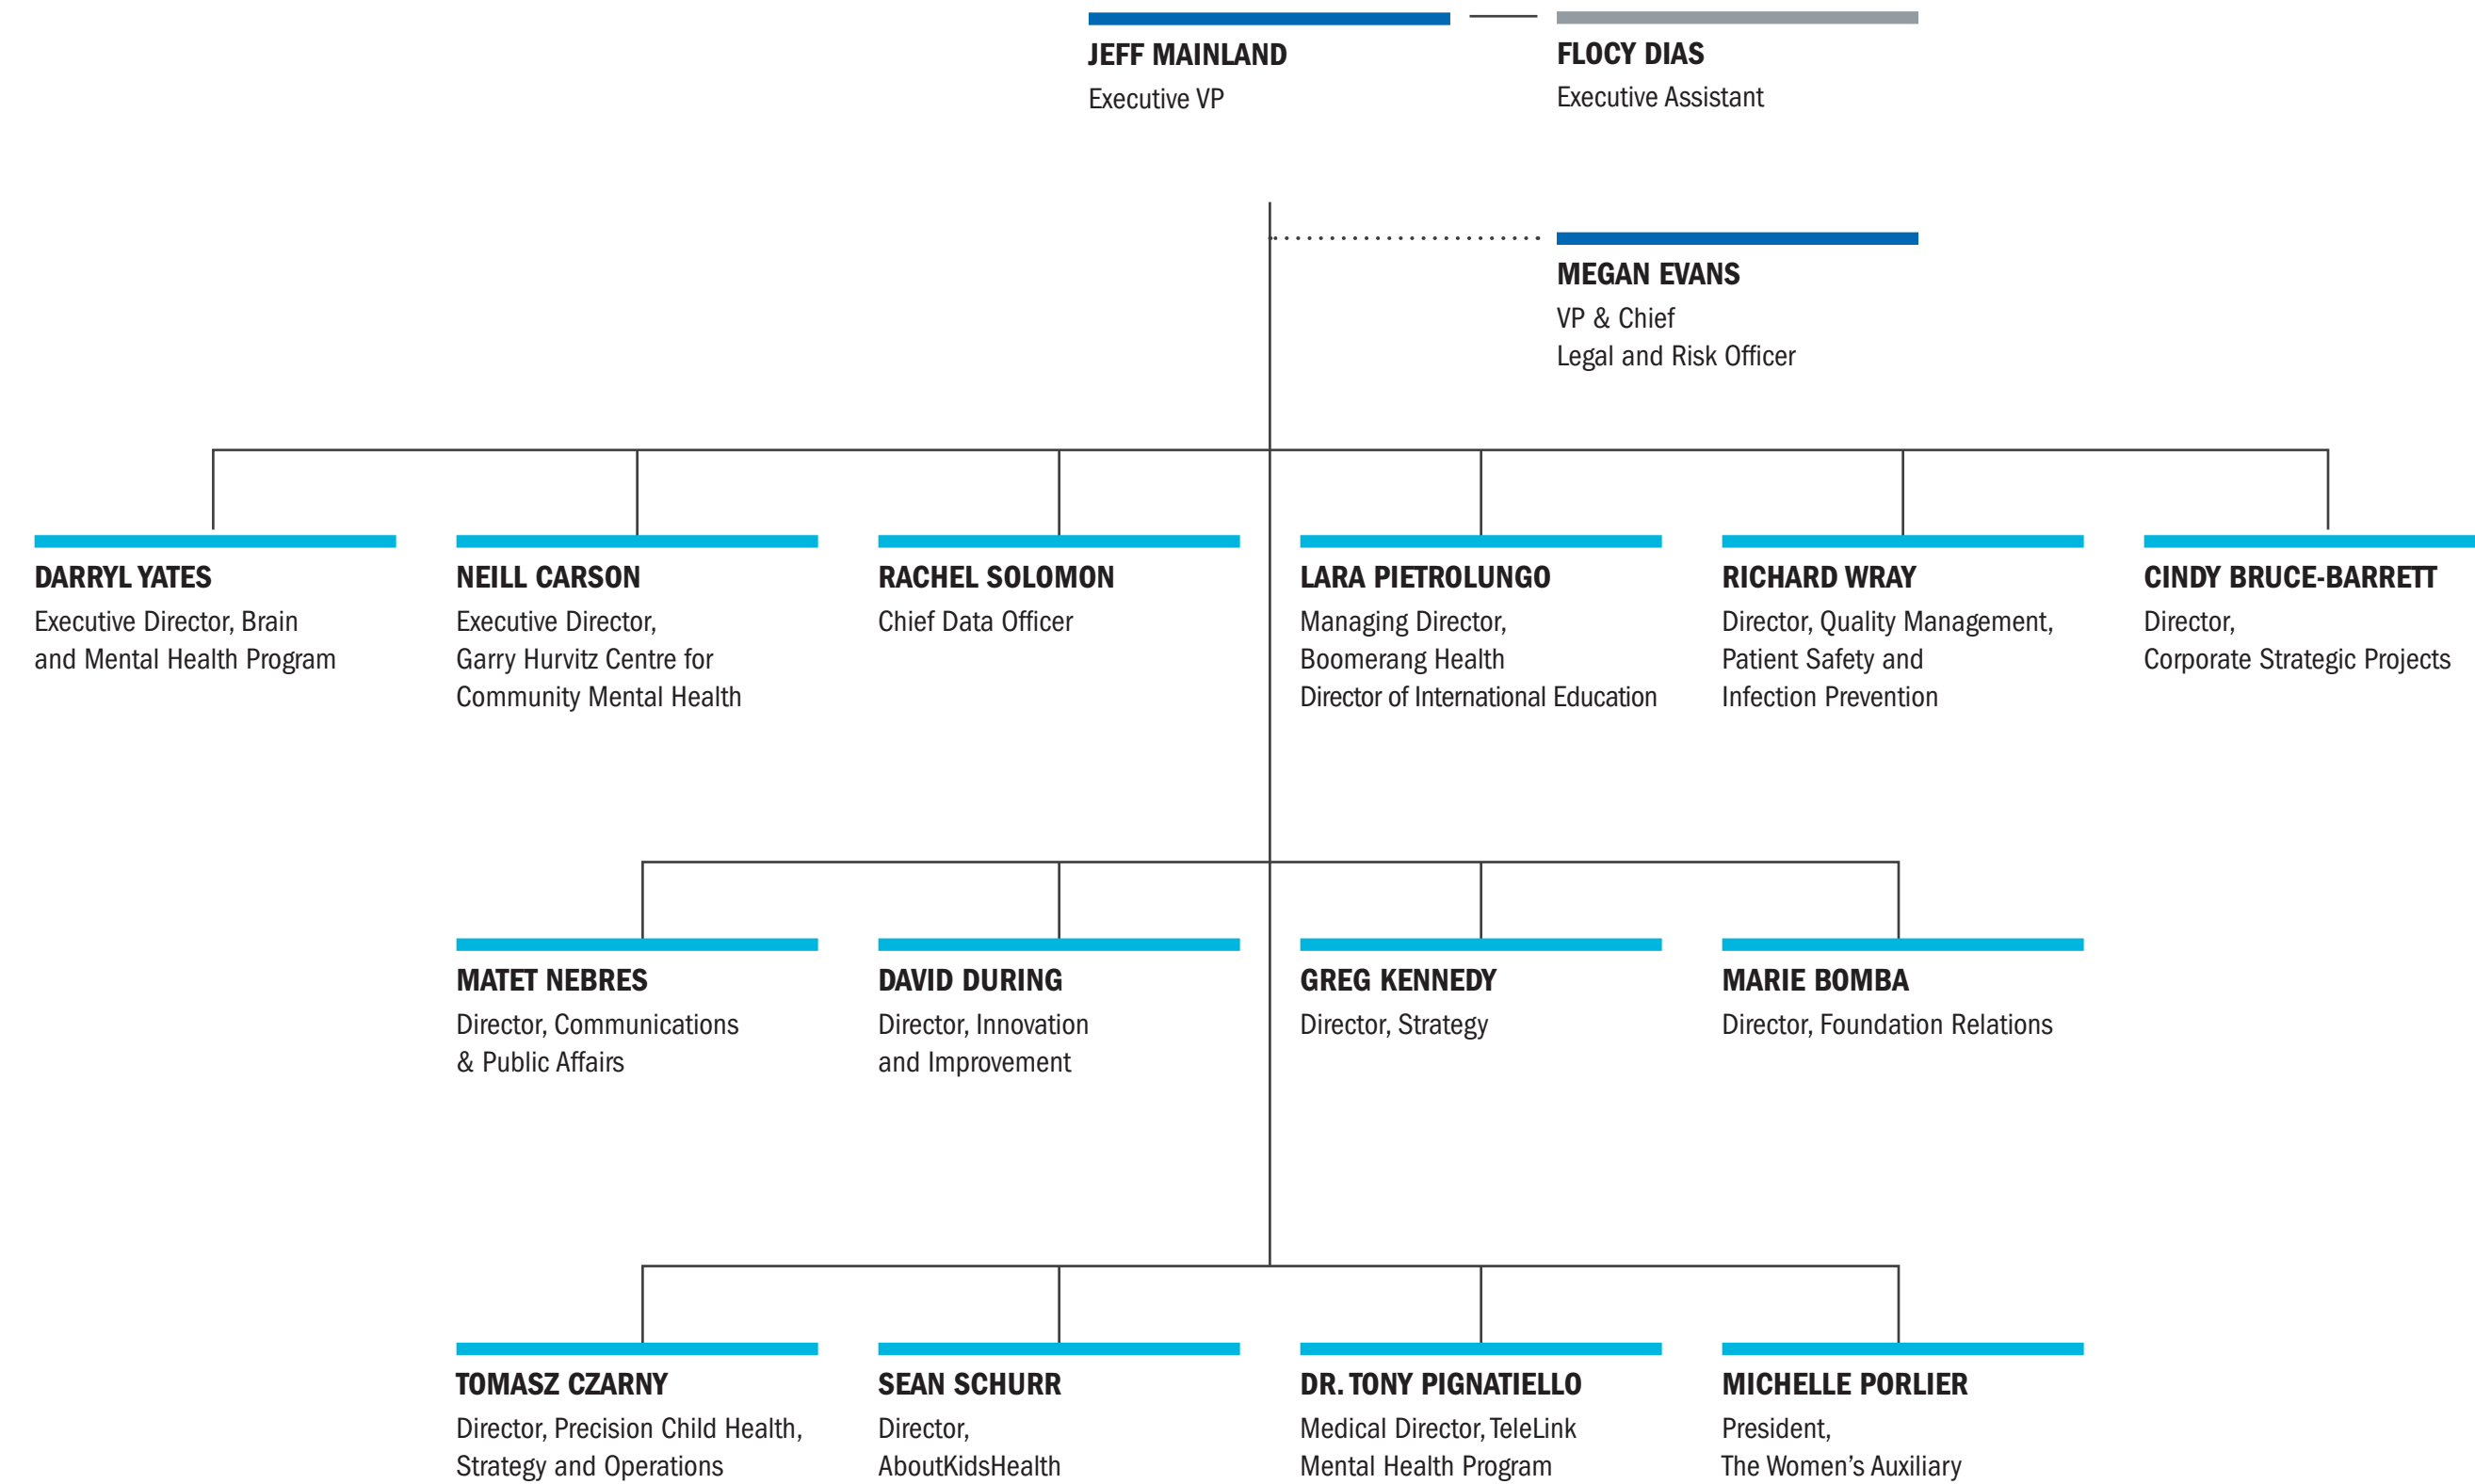 JEFF MAINLAND
Executive VP
FLOCY DIAS
Executive Assistant
MEGAN EVANS
VP & Chief
Legal and Risk Officer
DARRYL YATES
Executive Director, Brain
and Mental Health Program
NEILL CARSON
Executive Director,
Garry Hurvitz Centre for
Community Mental Health
RACHEL SOLOMON
Chief Data Officer
LARA PIETROLUNGO
Managing Director,
Boomerang Health
Director of International Education
RICHARD WRAY
Director, Quality Management,
Patient Safety and
Infection Prevention
CINDY BRUCE-BARRETT
Director,
Corporate Strategic Projects
MATET NEBRES
Director, Communications
& Public Affairs
DAVID DURING
Director, Innovation
and Improvement
GREG KENNEDY
Director, Strategy
MARIE BOMBA
Director, Foundation Relations
TOMASZ CZARNY
Director, Precision Child Health,
Strategy and Operations
SEAN SCHURR
Director,
AboutKidsHealth
DR. TONY PIGNATIELLO
Medical Director, TeleLink
Mental Health Program
MICHELLE PORLIER
President,
The Women’s Auxiliary